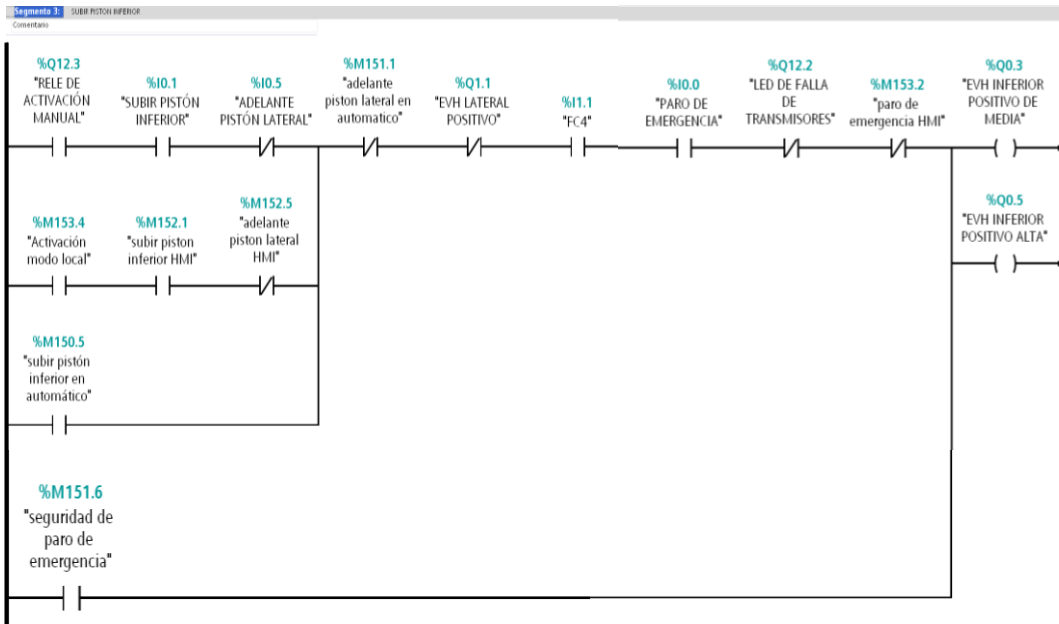 Segmento 3: SUBIR PISTON INFERIOR
Comentario
%Q12.3
"RELE DE
ACTIVACIÓN
MANUAL"
%I0.1
"SUBIR PISTÓN
INFERIOR"
%I0.5
"ADELANTE
PISTÓN LATERAL"
%M151.1
"adelante
piston lateral en
automatico"
%Q1.1
"EVH LATERAL
POSITIVO"
%I1.1
"FC4"
%I0.0
"PARO DE
EMERGENCIA"
%Q12.2
"LED DE FALLA
DE
TRANSMISORES"
%M153.2
"paro de
emergencia HMI"
%Q0.3
"EVH INFERIOR
POSITIVO DE
MEDIA"
%M153.4
"Activación
modo local"
%M152.1
"subir piston
inferior HMI"
%M152.5
"adelante
piston lateral
HMI"
%Q0.5
"EVH INFERIOR
POSITIVO ALTA"
%M150.5
"subir pistón
inferior en
automático"
%M151.6
"seguridad de
paro de
emergencia"